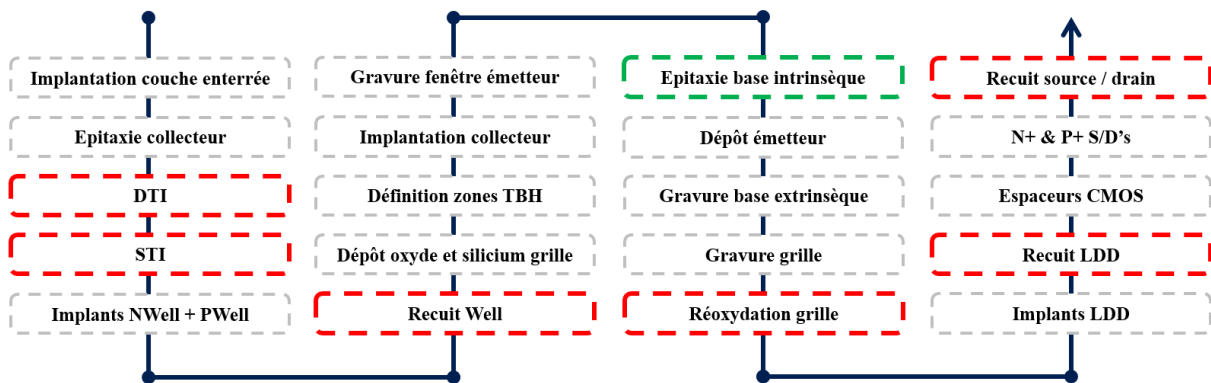 Implantation couche enterrée
Epitaxie collecteur
DTI
STI
Implants NWell + PWell
Gravure fenêtre émetteur
Implantation collecteur
Définition zones TBH
Dépôt oxyde et silicium grille
Recuit Well
Epitaxie base intrinsèque
Dépôt émetteur
Gravure base extrinsèque
Gravure grille
Réoxydation grille
Recuit source / drain
N+ & P+ S/D’s
Espaceurs CMOS
Recuit LDD
Implants LDD